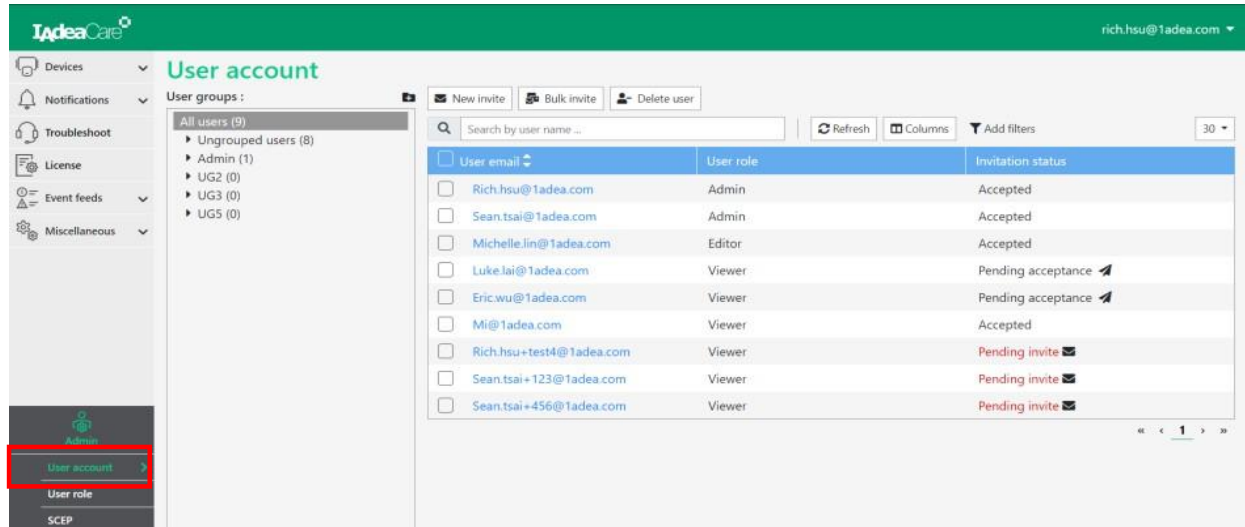 IAdeaCare
rich.hsu@1adea.com
Devices
Notifications
Troubleshoot
License
Event feeds
Miscellaneous
Admin
User account
User role
SCEP
User account
User groups :
All users (9)
Ungrouped users (8)
Admin (1)
UG2 (0)
UG3 (0)
UG5 (0)
New invite Bulk invite Delete user
Search by user name ... Refresh Columns Add filters 30
User email User role Invitation status
Rich.hsu@1adea.com Admin Accepted
Sean.tsai@1adea.com Admin Accepted
Michelle.lin@1adea.com Editor Accepted
Luke.lai@1adea.com Viewer Pending acceptance
Eric.wu@1adea.com Viewer Pending acceptance
Mi@1adea.com Viewer Accepted
Rich.hsu+test4@1adea.com Viewer Pending invite
Sean.tsai+123@1adea.com Viewer Pending invite
Sean.tsai+456@1adea.com Viewer Pending invite
« ‹ 1 › »